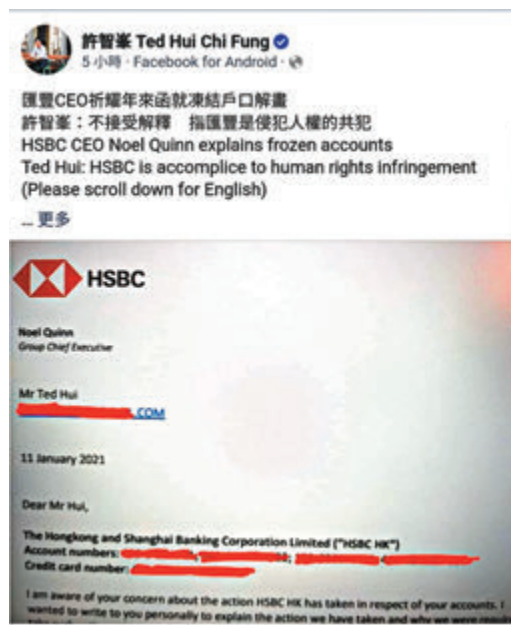 許智峯 Ted Hui Chi Fung
5 小時 · Facebook for Android ·
匯豐CEO祈耀年來函就凍結戶口解畫
許智峯：不接受解釋 指匯豐是侵犯人權的共犯
HSBC CEO Noel Quinn explains frozen accounts
Ted Hui: HSBC is accomplice to human rights infringement
(Please scroll down for English)
... 更多
HSBC
Noel Quinn
Group Chief Executive
Mr Ted Hui
.COM
11 January 2021
Dear Mr Hui,
The Hongkong and Shanghai Banking Corporation Limited ("HSBC HK")
Account numbers:
Credit card number:
I am aware of your concern about the action HSBC HK has taken in respect of your accounts. I
wanted to write to you personally to explain the action we have taken and why we were